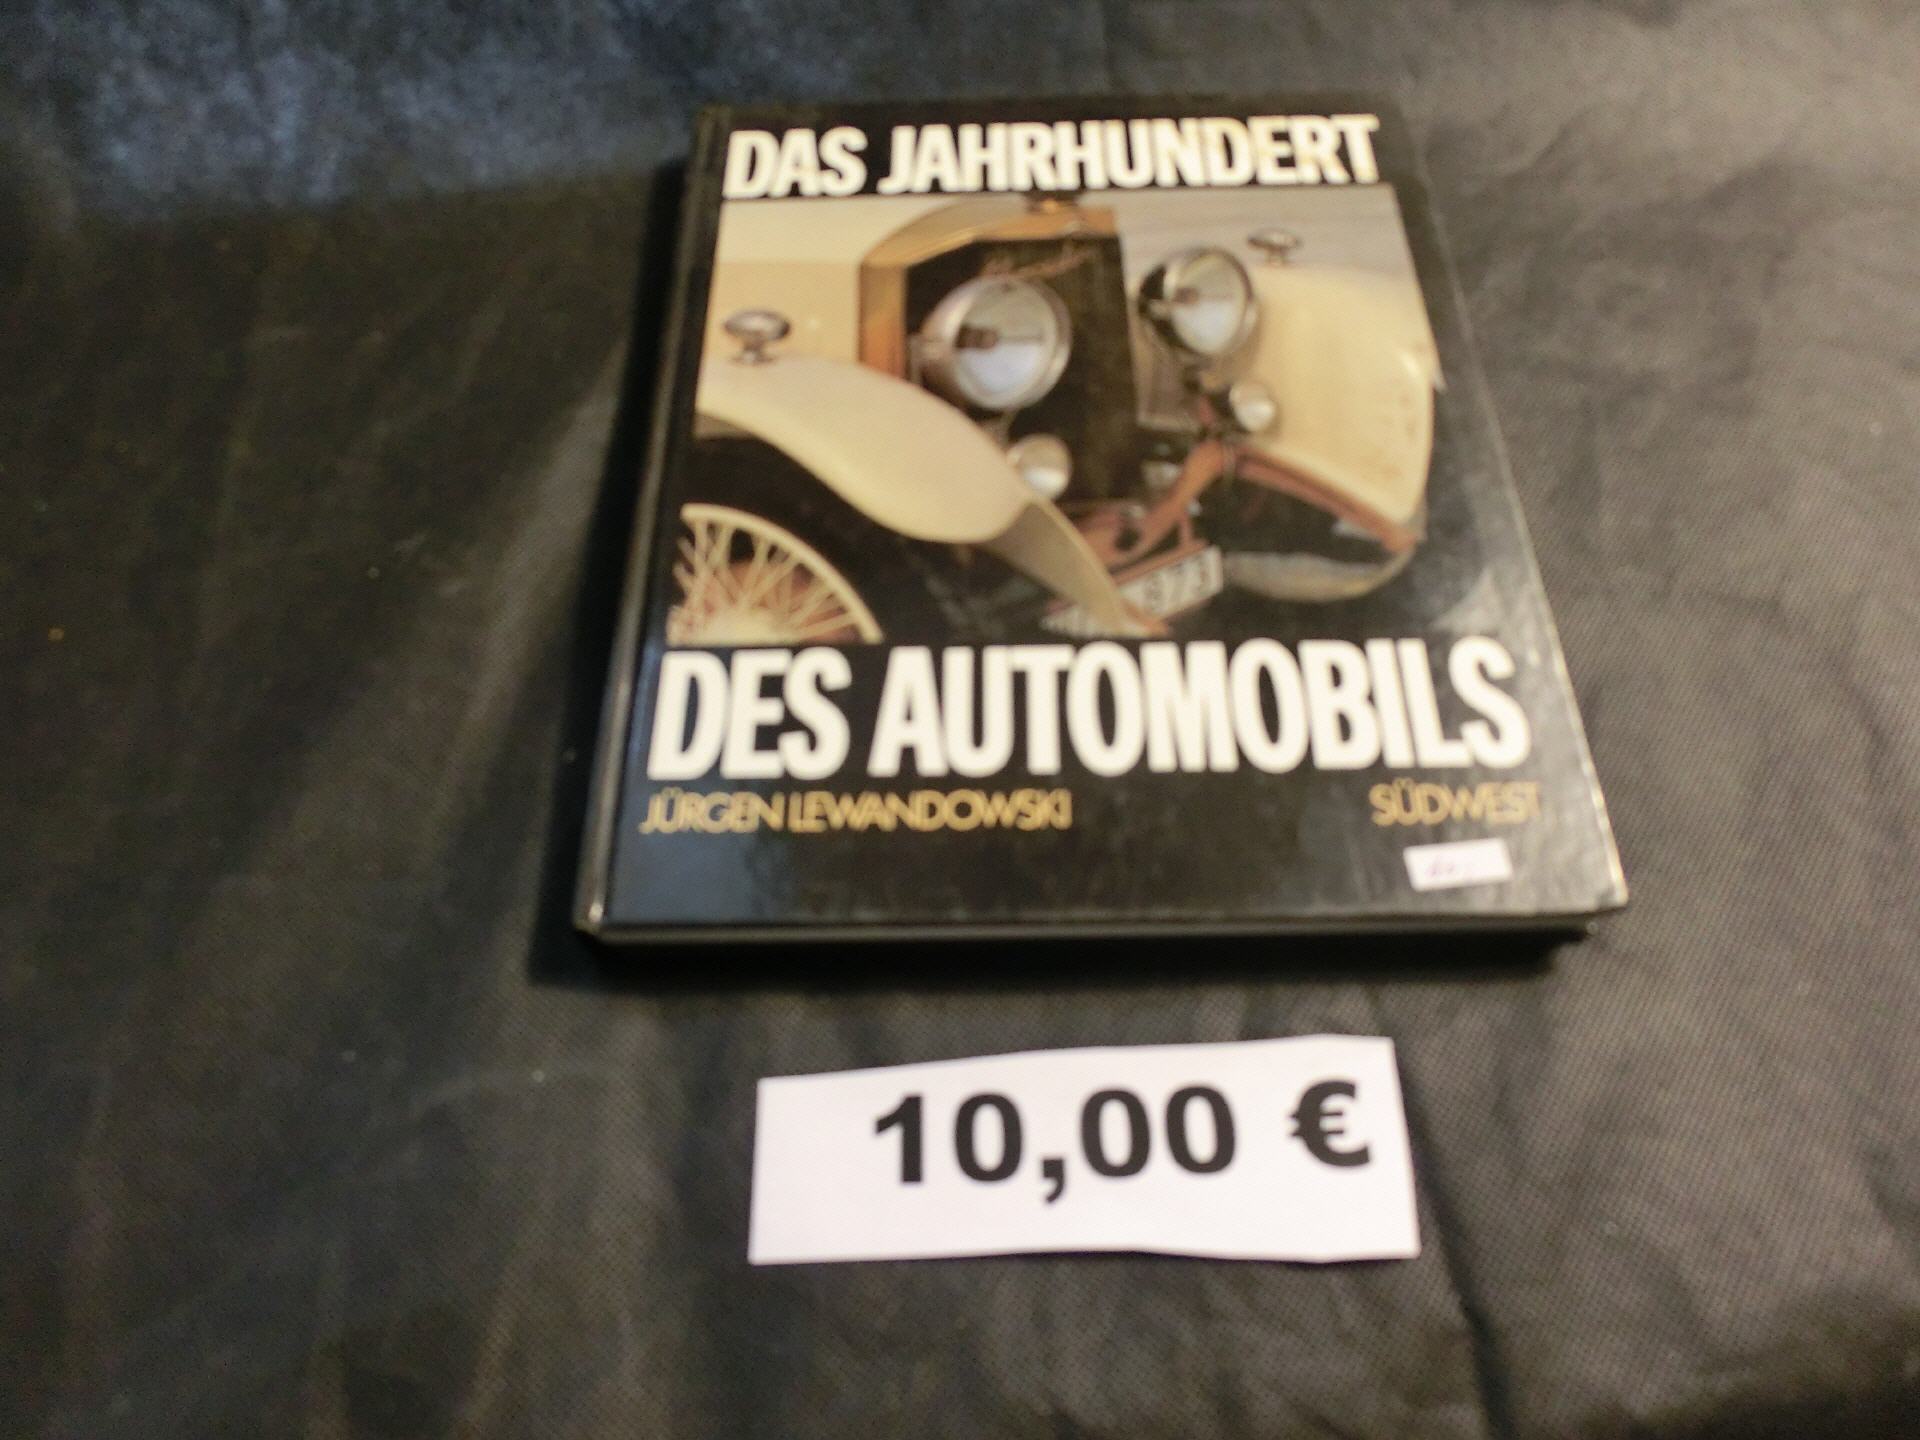 DAS JAHRHUNDERT
DES AUTOMOBILS
JÜRGEN LEWANDOWSKI
SÜDWEST
10,00 €